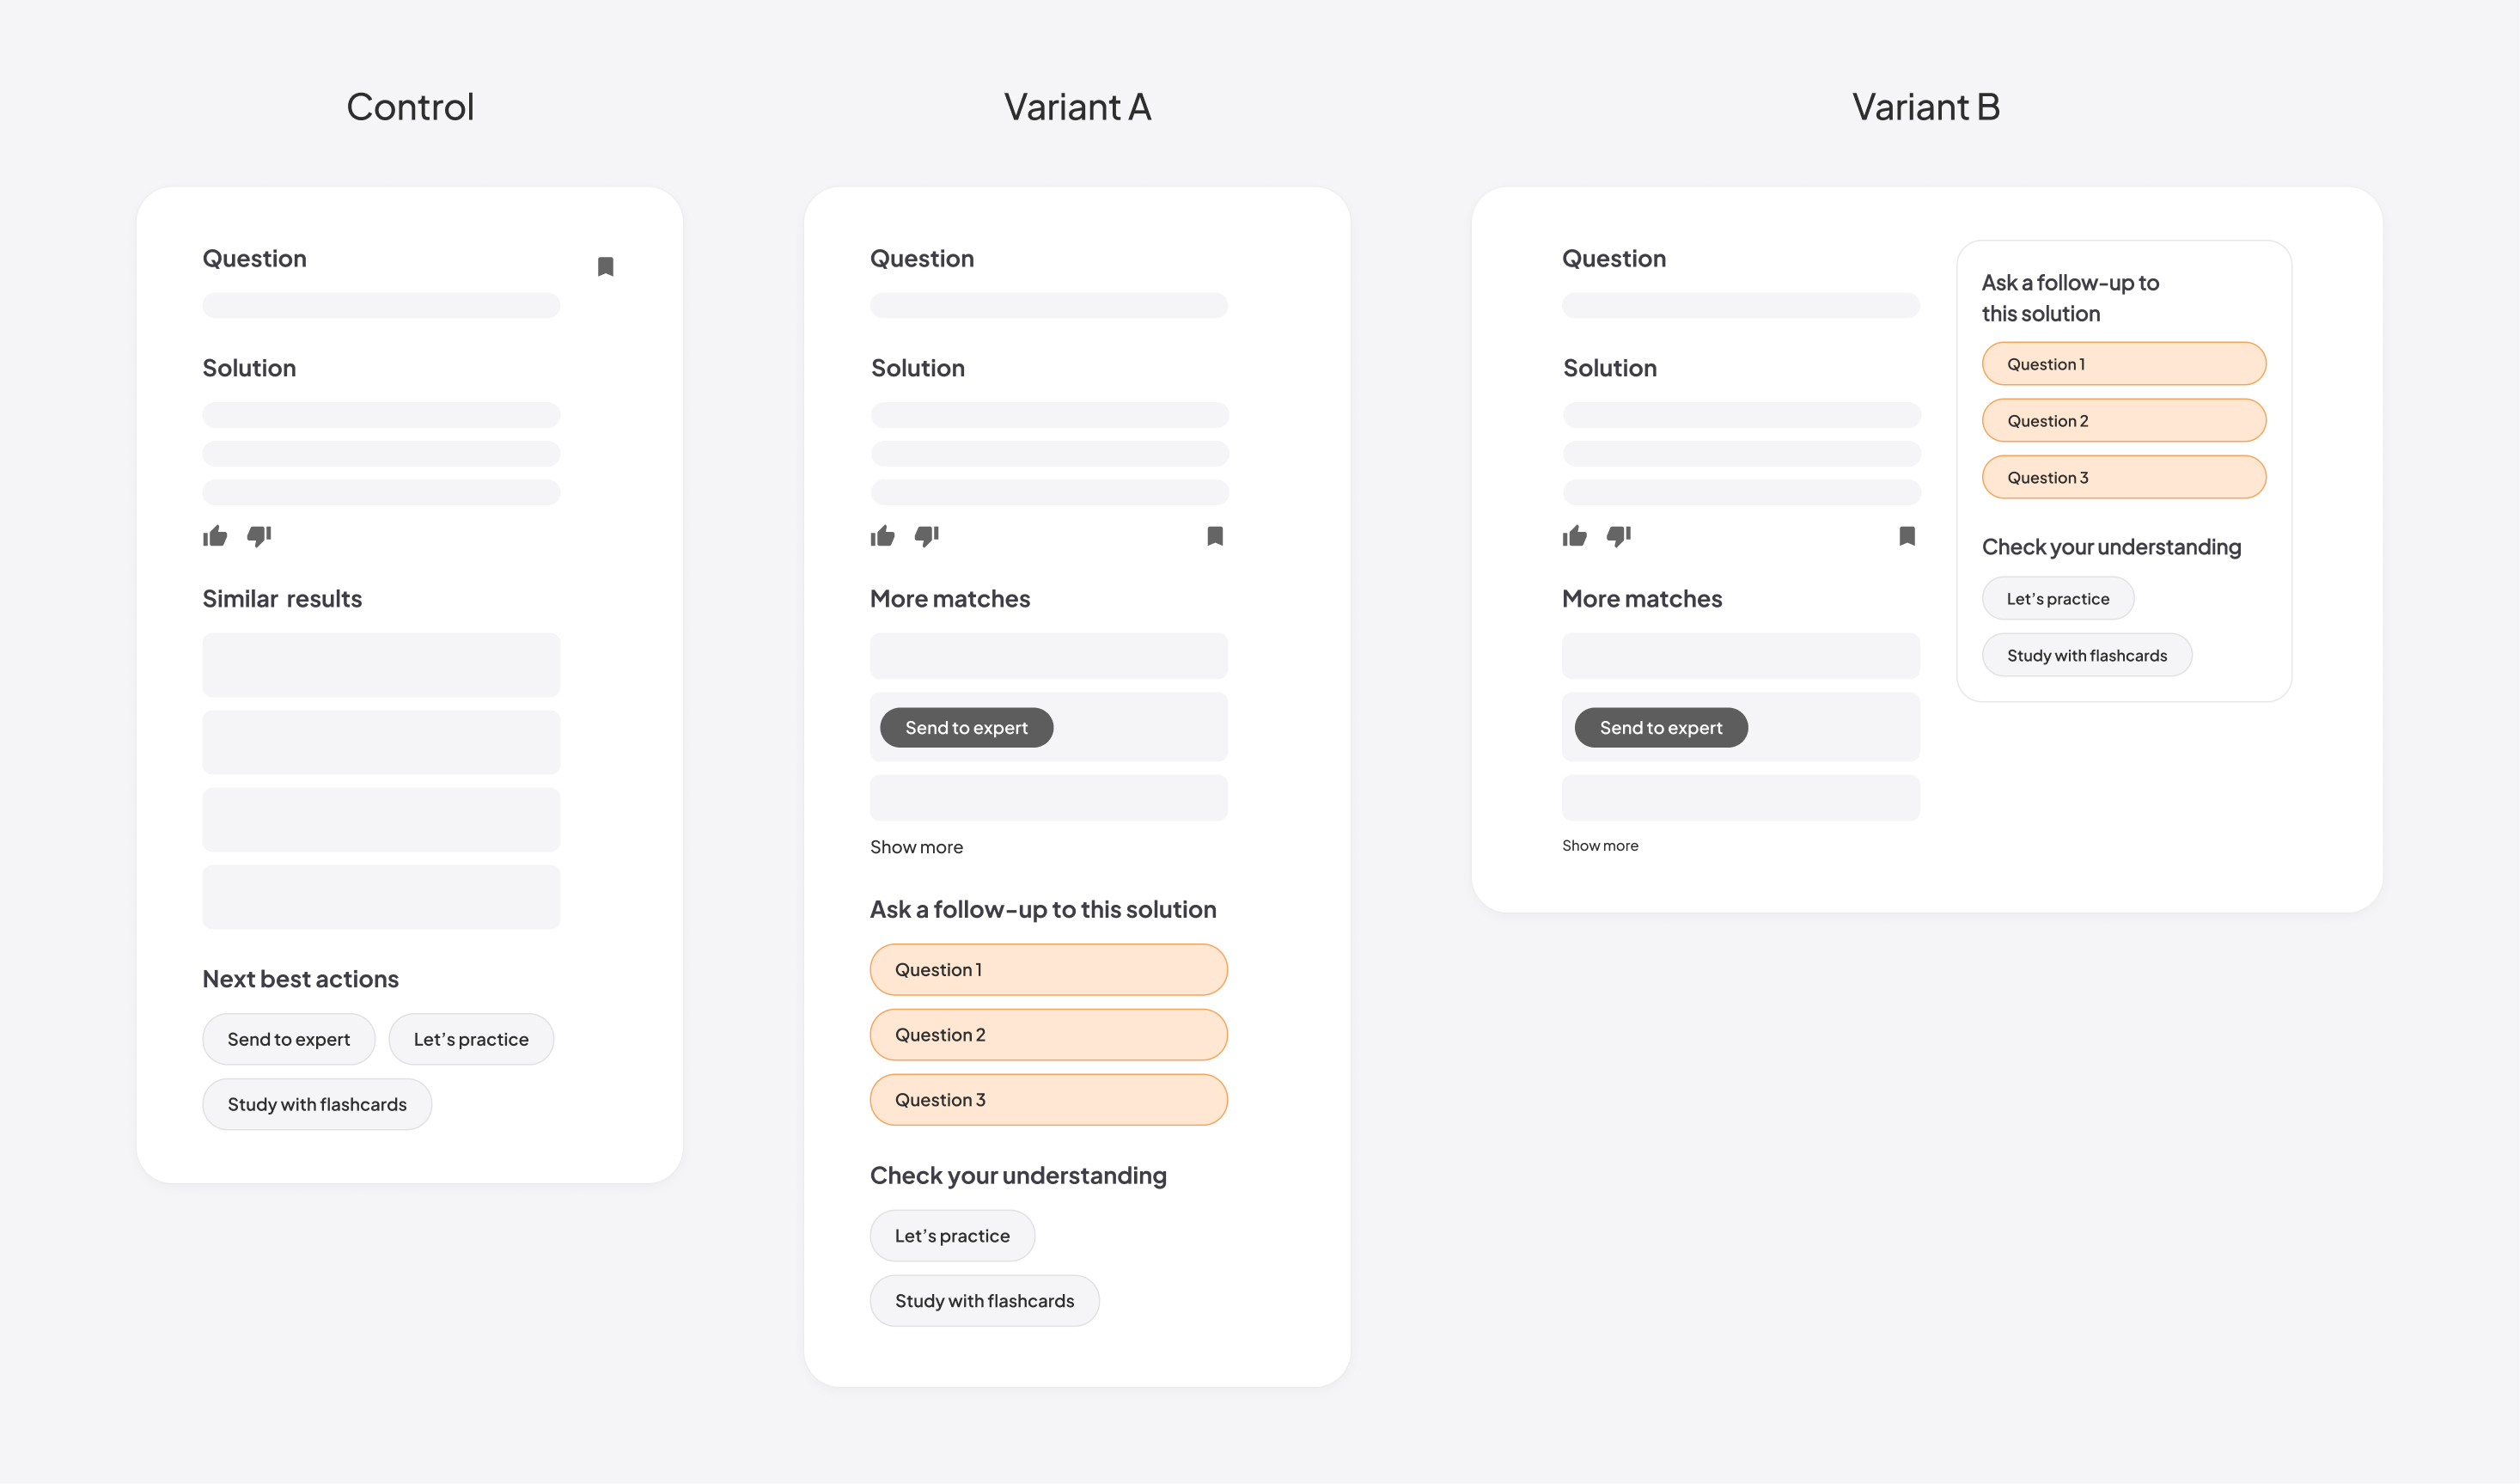 Control
Question
Solution
Similar results
Next best actions
Send to expert
Let’s practice
Study with flashcards
Variant A
Question
Solution
More matches
Send to expert
Show more
Ask a follow-up to this solution
Question 1
Question 2
Question 3
Check your understanding
Let’s practice
Study with flashcards
Variant B
Question
Solution
More matches
Send to expert
Show more
Ask a follow-up to
this solution
Question 1
Question 2
Question 3
Check your understanding
Let’s practice
Study with flashcards